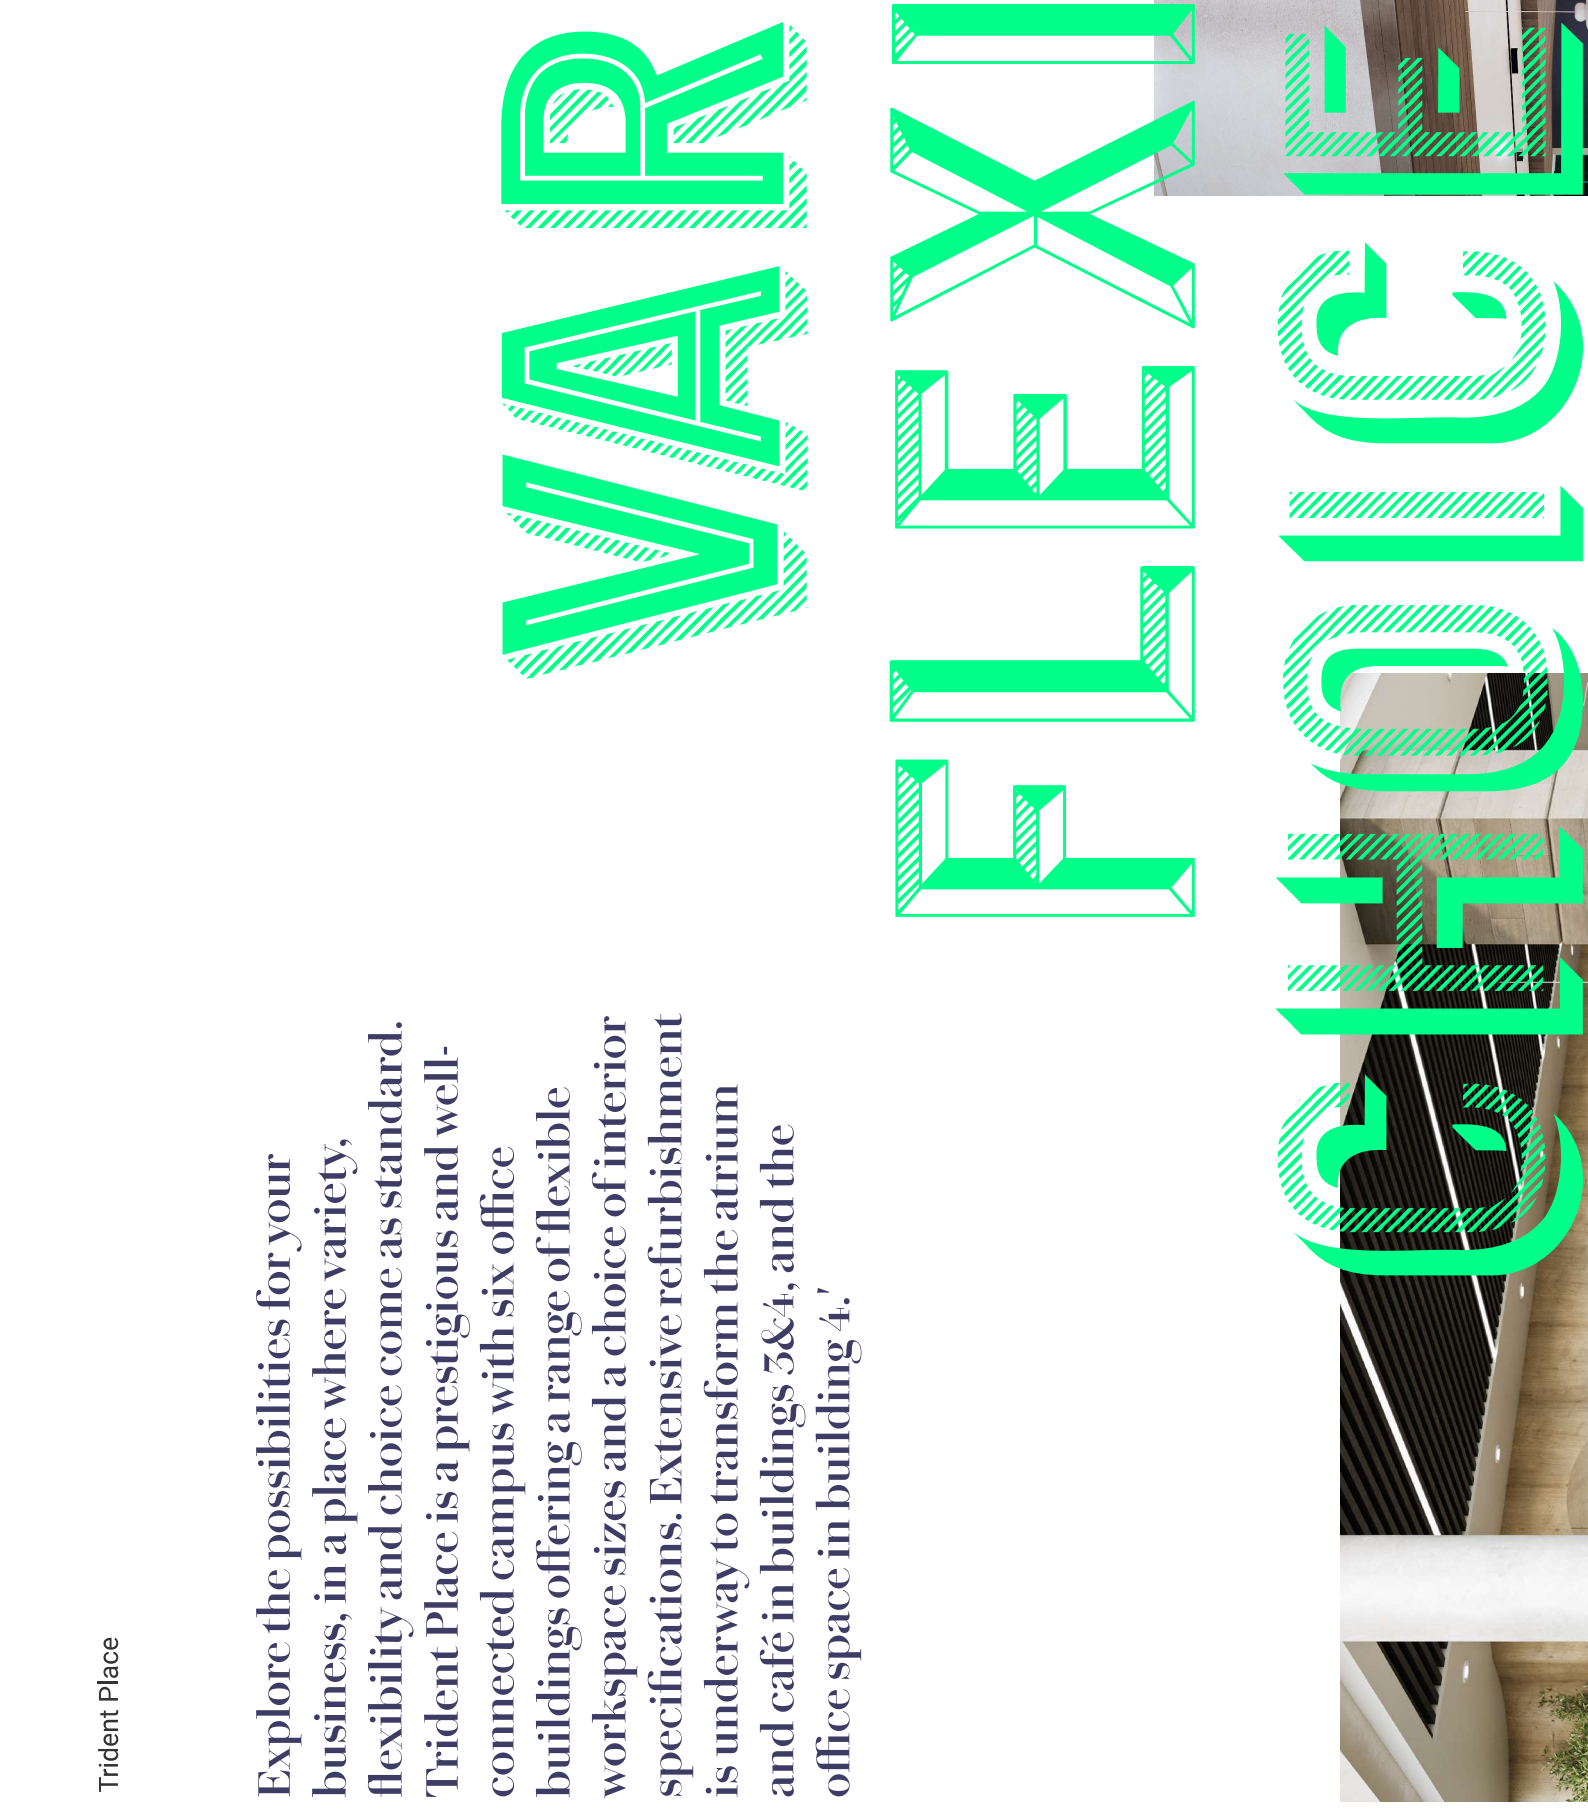 Trident Place
Explore the possibilities for your
business, in a place where variety,
flexibility and choice come as standard.
Trident Place is a prestigious and well-
connected campus with six office
buildings offering a range of flexible
workspace sizes and a choice of interior
specifications. Extensive refurbishment
is underway to transform the atrium
and café in buildings 3&4, and the
office space in building 4.'
VAR
FLEXI
CHOICE